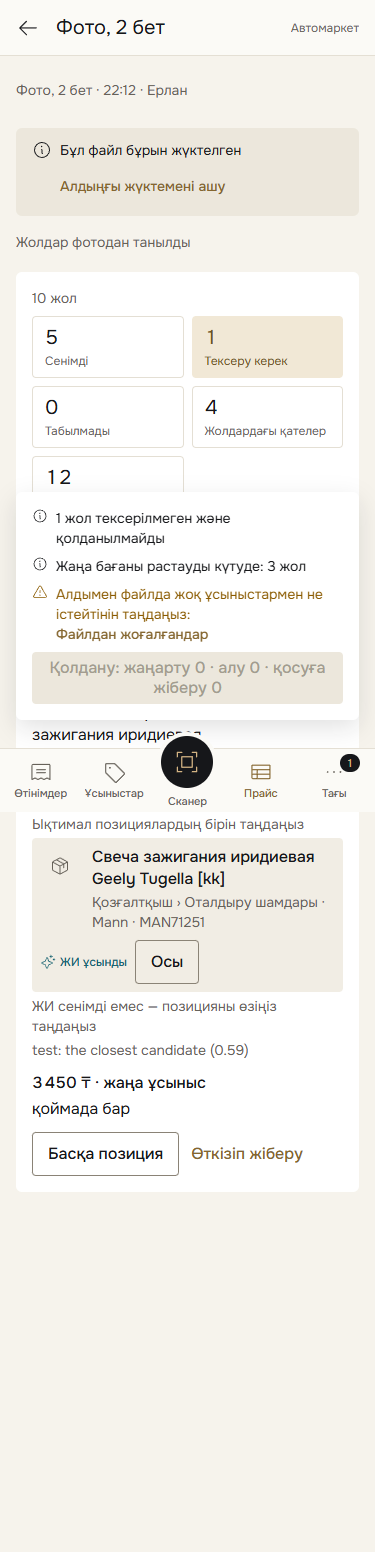 Фото, 2 бет
Автомаркет
Фото, 2 бет · 22:12 · Ерлан
Бұл файл бұрын жүктелген
Алдыңғы жүктемені ашу
Жолдар фотодан танылды
10 жол
5
Сенімді
1
Тексеру керек
0
Табылмады
4
Жолдардағы қателер
12
1 жол тексерілмеген және
қолданылмайды
Жаңа бағаны растауды күтуде: 3 жол
Алдымен файлда жоқ ұсыныстармен не
істейтінін таңдаңыз:
Файлдан жоғалғандар
Қолдану: жаңарту 0 · алу 0 · қосуға
жіберу 0
зажигания иридиевая
Өтінімдер
Ұсыныстар
Сканер
Прайс
Тағы
1
Ықтимал позициялардың бірін таңдаңыз
Свеча зажигания иридиевая
Geely Tugella [kk]
Қозғалтқыш › Оталдыру шамдары ·
Mann · MAN71251
ЖИ ұсынды
Осы
ЖИ сенімді емес — позицияны өзіңіз
таңдаңыз
test: the closest candidate (0.59)
3 450 ₸ · жаңа ұсыныс
қоймада бар
Басқа позиция
Өткізіп жіберу